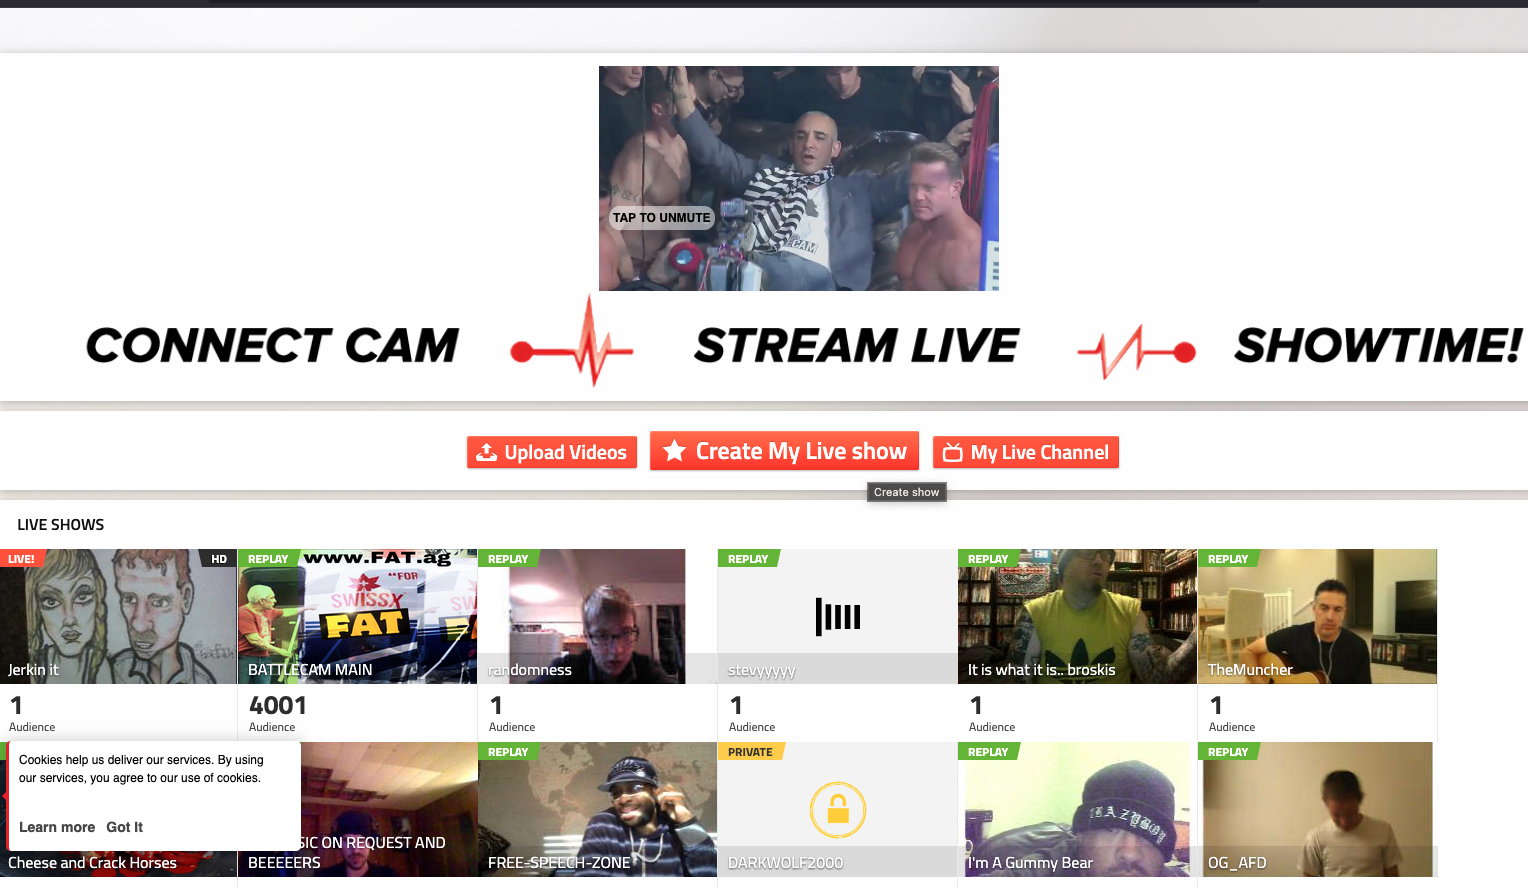 TAP TO UNMUTE
CONNECT CAM STREAM LIVE SHOWTIME!
Upload Videos Create My Live show My Live Channel
Create show
LIVE SHOWS
LIVE! HD REPLAY REPLAY REPLAY REPLAY REPLAY
www.FAT.ag
"FOR
SWISSX
FAT
Jerkin it BATTLECAM MAIN randomness stevyyyyy It is what it is.. broskis TheMuncher
1 4001 1 1 1 1
Audience Audience Audience Audience Audience Audience
REPLAY PRIVATE REPLAY REPLAY
Cookies help us deliver our services. By using
our services, you agree to our use of cookies.
Learn more Got It
SIC ON REQUEST AND
Cheese and Crack Horses BEEEEERS FREE-SPEECH-ZONE DARKWOLF2000 I'm A Gummy Bear OG_AFD